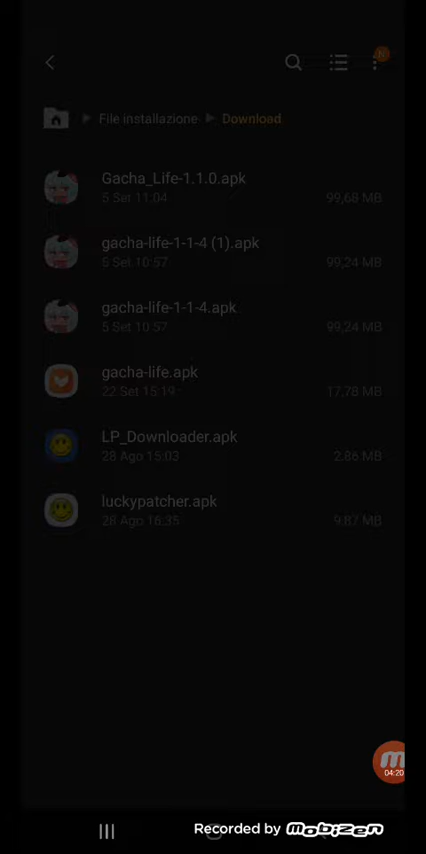 File installazione ▶ Download
Gacha_Life-1.1.0.apk
5 Set 11:04 99,68 MB
gacha-life-1-1-4 (1).apk
5 Set 10:57 99,24 MB
gacha-life-1-1-4.apk
5 Set 10:57 99,24 MB
gacha-life.apk
22 Set 15:19 17,78 MB
LP_Downloader.apk
28 Ago 15:03 2,86 MB
luckypatcher.apk
28 Ago 16:35 9,87 MB
04:20
Recorded by mobizen